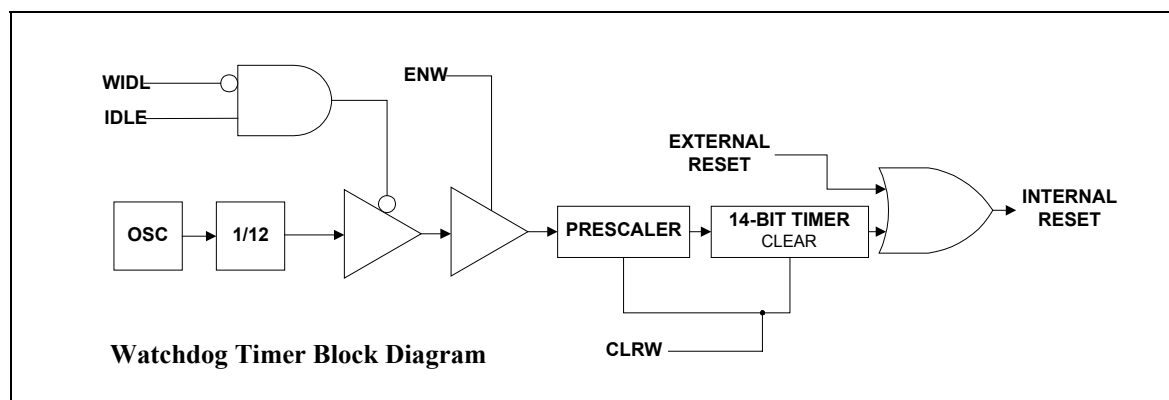 WIDL
IDLE
ENW
EXTERNAL
RESET
INTERNAL
RESET
OSC
1/12
PRESCALER
14-BIT TIMER
CLEAR
CLRW
Watchdog Timer Block Diagram